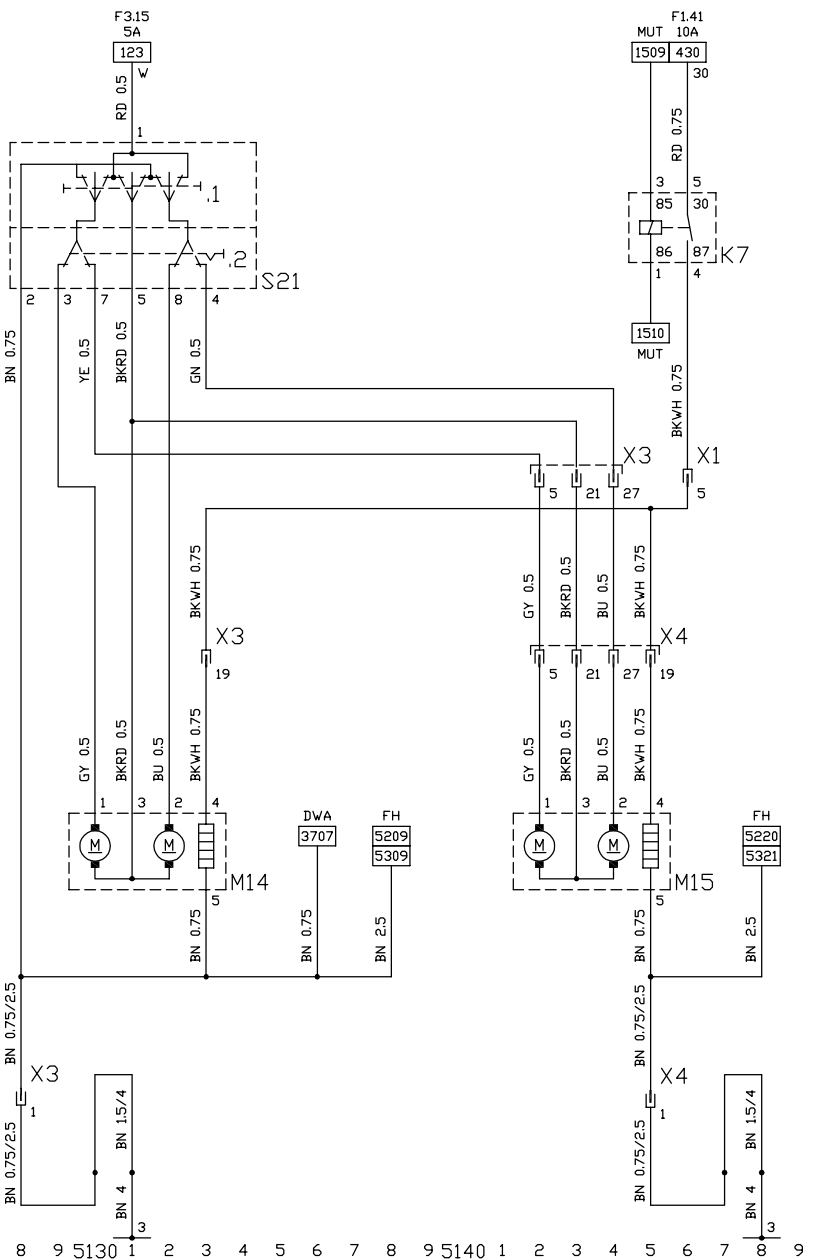 F3.15
5A
123
W
RD 0.5
1
.1
.2
S21
2 3 7 5 8 4
BN 0.75
YE 0.5
BKRD 0.5
GN 0.5
MUT
F1.41
10A
1509 430
30
RD 0.75
3 5
85 30
86 87
K7
1 4
1510
MUT
BKWH 0.75
X3
X1
5 21 27 5
BKWH 0.75
GY 0.5
BKRD 0.5
BU 0.5
BKWH 0.75
X3
19
X4
5 21 27 19
GY 0.5
BKRD 0.5
BU 0.5
BKWH 0.75
GY 0.5
BKRD 0.5
BU 0.5
BKWH 0.75
1 3 2 4
M M
M14
5
DWA
3707
FH
5209
5309
1 3 2 4
M M
M15
5
FH
5220
5321
BN 0.75
BN 0.75
BN 2.5
BN 0.75
BN 2.5
BN 0.75/2.5
BN 0.75/2.5
X3
1
X4
1
BN 0.75/2.5
BN 1.5/4
BN 4
3
BN 0.75/2.5
BN 1.5/4
BN 4
3
8 9 5130 1 2 3 4 5 6 7 8 9 5140 1 2 3 4 5 6 7 8 9